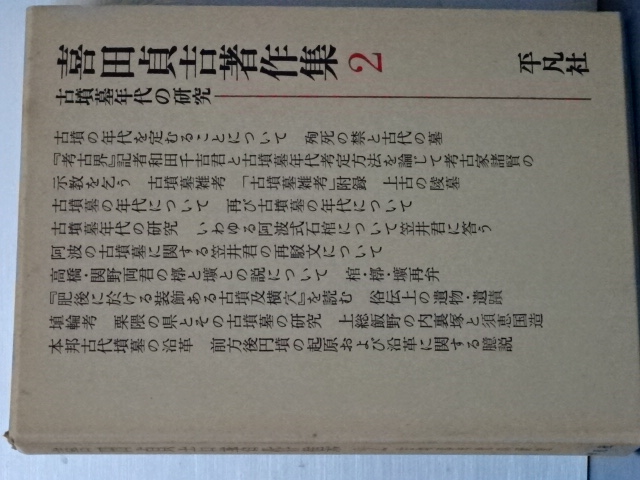 喜田貞吉著作集 2
平凡社
古墳墓年代の研究
古墳の年代を定むることについて　殉死の禁と古代の墓
『考古界』記者和田千吉君と古墳墓年代考定方法を論して考古家諸賢の
示教を乞う　古墳墓雑考　「古墳墓雑考」附録　上古の陵墓
古墳墓の年代について　再び古墳墓の年代について
古墳墓年代の研究　いわゆる阿波式石棺について笠井君に答う
阿波の古墳墓に関する笠井君の再駁文について
高橋・関野両君の槨と壙との説について　棺・槨・壙再弁
『肥後に於ける装飾ある古墳及横穴』を読む　俗伝上の遺物・遺蹟
埴輪考　栗隈の県とその古墳墓の研究　上総飯野の内裏塚と須恵国造
本邦古代墳墓の沿革　前方後円墳の起原および沿革に関する臆説